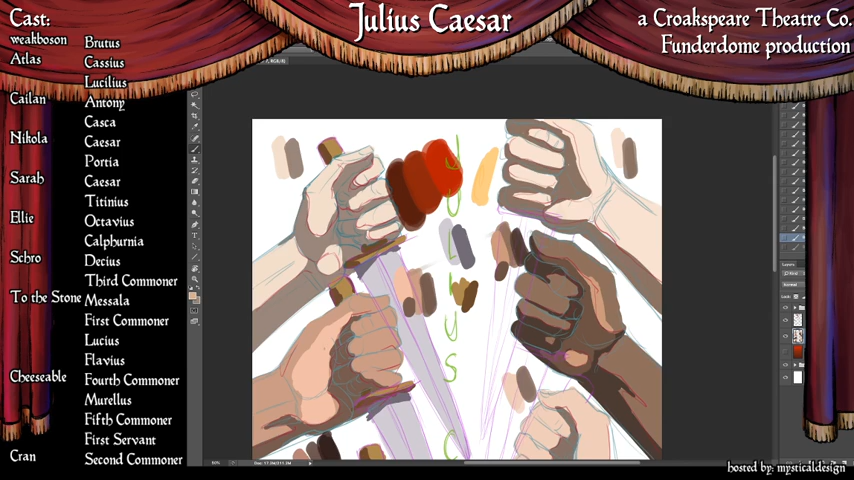 Cast:
weakboson
Atlas
Cailan
Nikola
Sarah
Ellie
Schro
To the Stone
Cheeseable
Cran
Brutus
Cassius
Lucilius
Antony
Casca
Caesar
Portia
Caesar
Titinius
Octavius
Calphurnia
Decius
Third Commoner
Messala
First Commoner
Lucius
Flavius
Fourth Commoner
Murellus
Fifth Commoner
First Servant
Second Commoner
Julius Caesar
a Croakspeare Theatre Co.
Funderdome production
hosted by: mysticaldesign